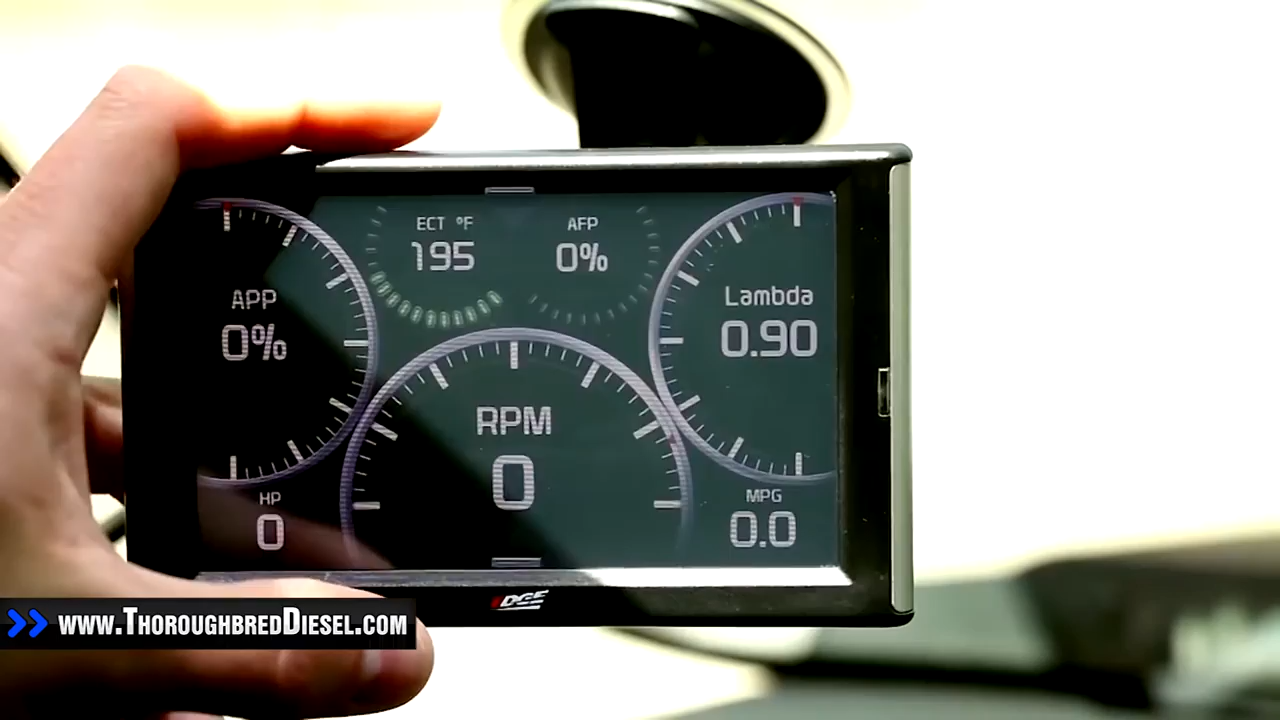 ECT °F
195
AFP
0%
APP
0%
Lambda
0.90
RPM
0
HP
0
MPG
0.0
EDGE
www.ThoroughbredDiesel.com